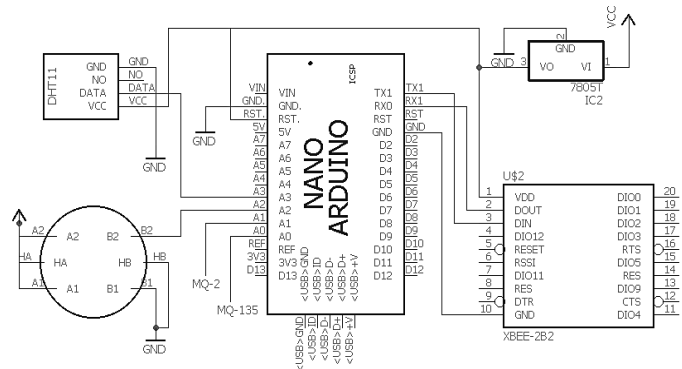 VCC
GND
2
GND
3
VO
VI
1
7805T
IC2
DHT11
GND
NO
DATA
VCC
GND
NO
DATA
VCC
GND
GND
ICSP
NANO
ARDUINO
VIN
GND.
RST.
5V
A7
A6
A5
A4
A3
A2
A1
A0
REF
3V3
D13
VIN
GND.
RST.
5V
A7
A6
A5
A4
A3
A2
A1
A0
REF
3V3
D13
TX1
RX0
RST
GND
D2
D3
D4
D5
D6
D7
D8
D9
D10
D11
D12
TX1
RX1
RST
GND
D2
D3
D4
D5
D6
D7
D8
D9
D10
D11
D12
<USB>GND
<USB>ID
<USB>D-
<USB>D+
<USB>+V
<USB>GND
<USB>ID
<USB>D-
<USB>D+
<USB>+V
A2
HA
A1
A2
HA
A1
B2
HB
B1
B2
HB
B1
GND
MQ-2
MQ-135
U$2
1
2
3
4
5
6
7
8
9
10
VDD
DOUT
DIN
DIO12
RESET
RSSI
DIO11
RES
DTR
GND
DIO0
DIO1
DIO2
DIO3
RTS
DIO5
RES
DIO9
CTS
DIO4
20
19
18
17
16
15
14
13
12
11
XBEE-2B2